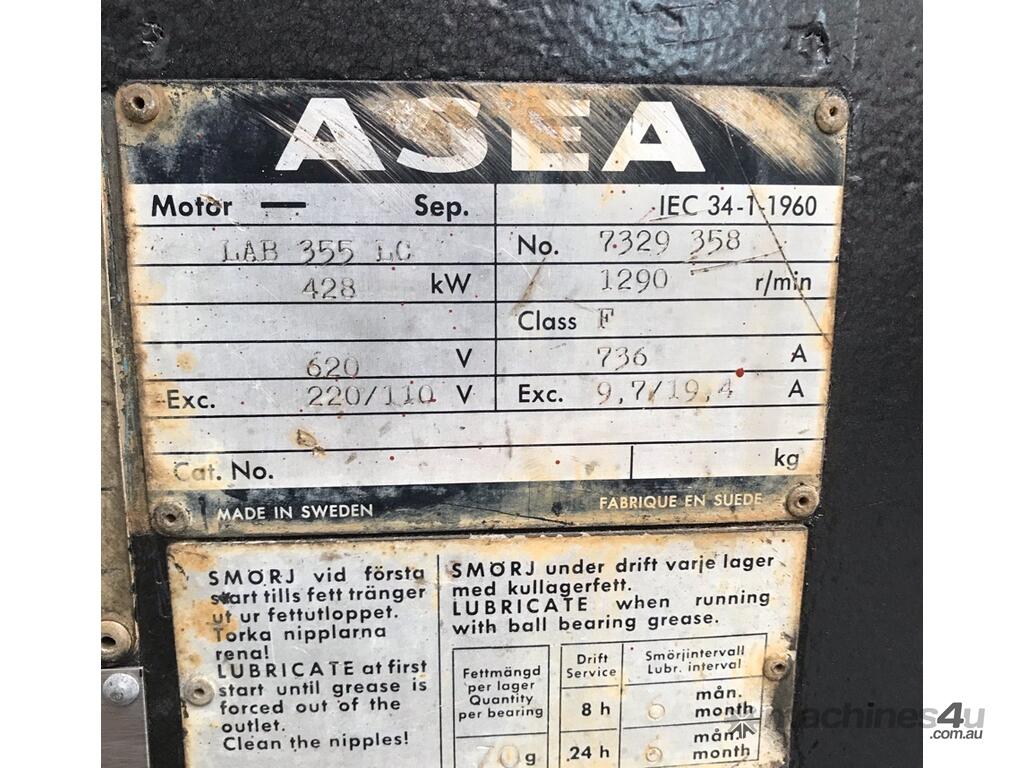 ASEA
Motor — Sep. IEC 34-1-1960
LAB 355 LC No. 7329 358
428 kW 1290 r/min
Class F
620 V 736 A
Exc. 220/110 V Exc. 9,7/19,4 A
Cat. No. kg
MADE IN SWEDEN FABRIQUE EN SUEDE
SMÖRJ vid första
start tills fett tränger
ut ur fettutloppet.
Torka nipplarna
rena!
LUBRICATE at first
start until grease is
forced out of the
outlet.
Clean the nipples!
SMÖRJ under drift varje lager
med kullagerfett.
LUBRICATE when running
with ball bearing grease.
Fettmängd
per lager
Quantity
per bearing
70 g
Drift
Service
Smörjintervall
Lubr. interval
8 h 6 mån.
month
24 h 6 mån.
month
machines4u
.com.au